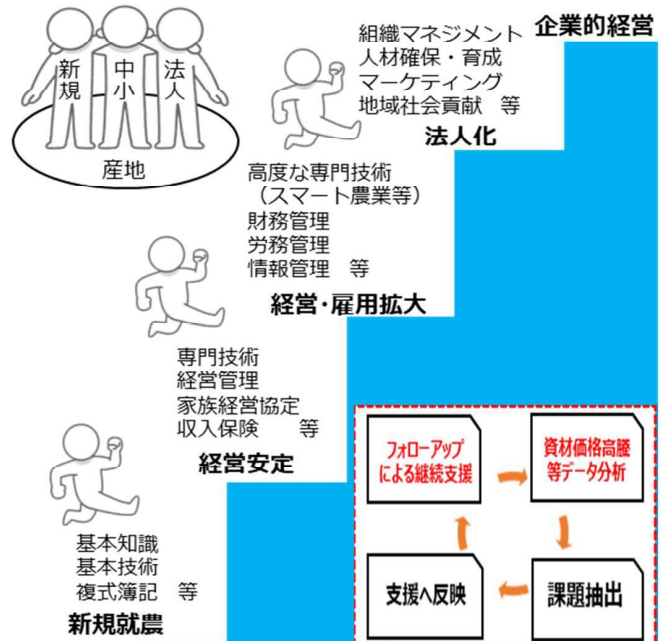 新規
中小
法人
産地
組織マネジメント
人材確保・育成
マーケティング
地域社会貢献　等
企業的経営
法人化
高度な専門技術
（スマート農業等）
財務管理
労務管理
情報管理　等
経営・雇用拡大
専門技術
経営管理
家族経営協定
収入保険　　等
経営安定
基本知識
基本技術
複式簿記　等
新規就農
フォローアップ
による継続支援
資材価格高騰
等データ分析
支援へ反映
課題抽出